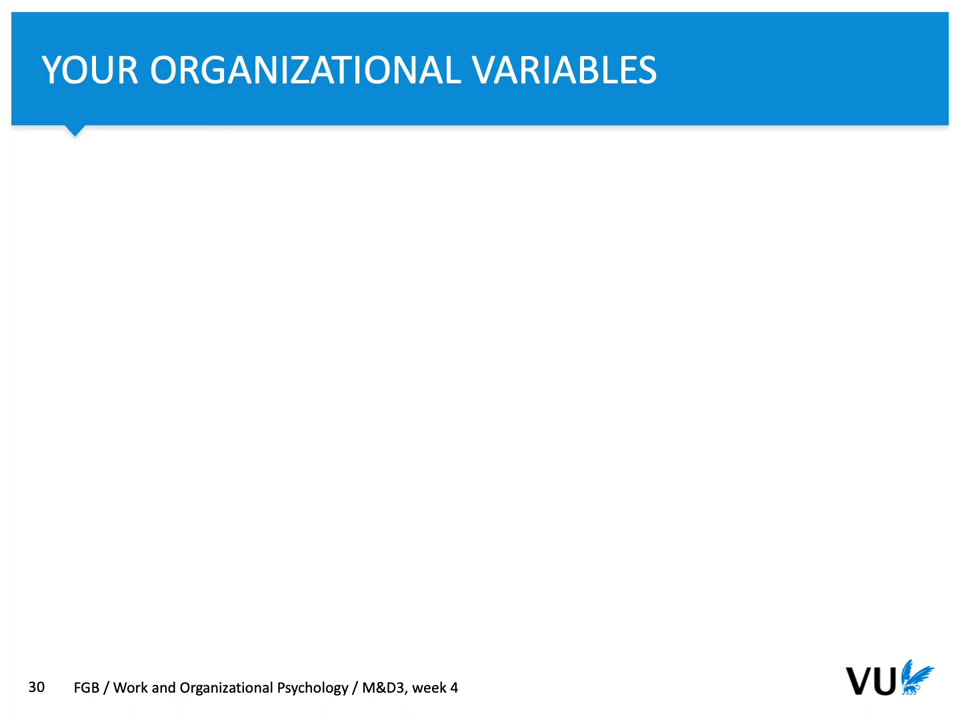 YOUR ORGANIZATIONAL VARIABLES
30 FGB / Work and Organizational Psychology / M&D3, week 4
VU